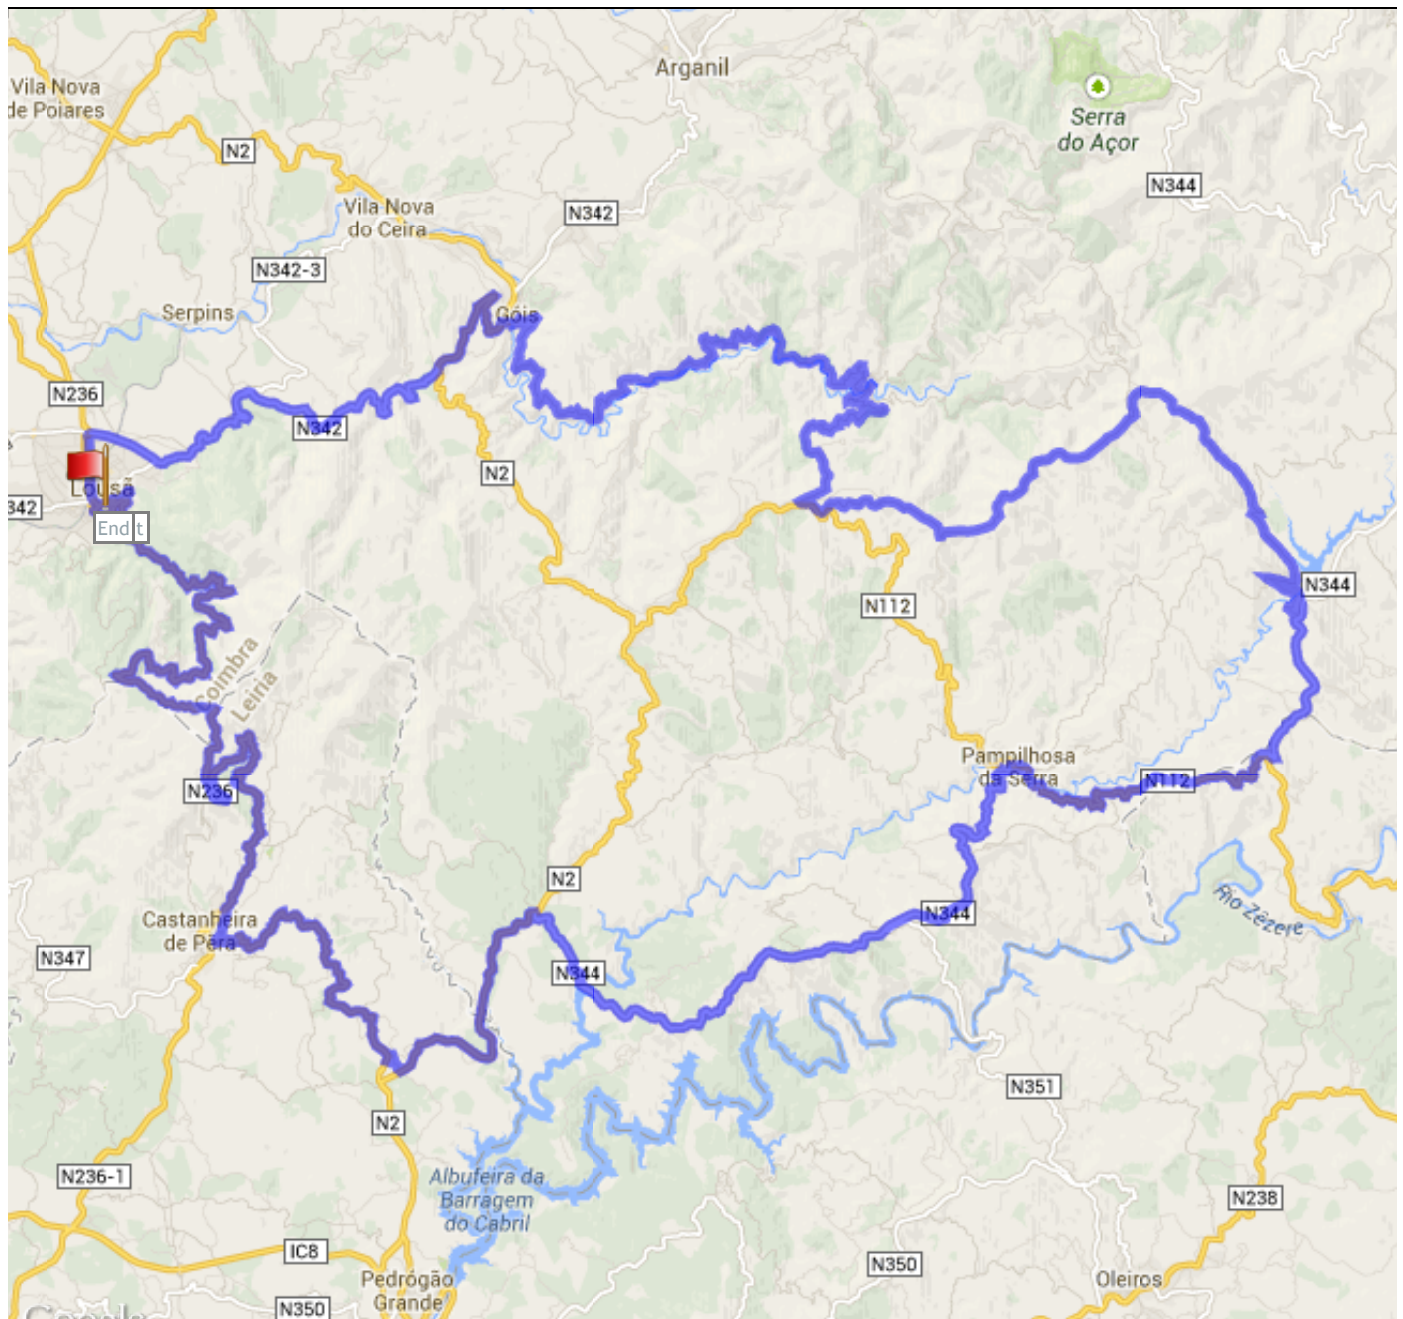 Arganil
Vila Nova
de Poiares
Serra
do Açor
N2
N344
Vila Nova
do Ceira
N342
N342-3
Serpins
Góis
N236
N342
N2
Lousã
342
End
t
N344
N112
Coimbra
Leiria
Pampilhosa
da Serra
N112
N236
N2
Castanheira
de Pera
N344
Rio Zêzere
N347
N344
N351
N2
N236-1
Albufeira da
Barragem
do Cabril
N238
IC8
N350
Pedrógão
Grande
Oleiros
N350
Google